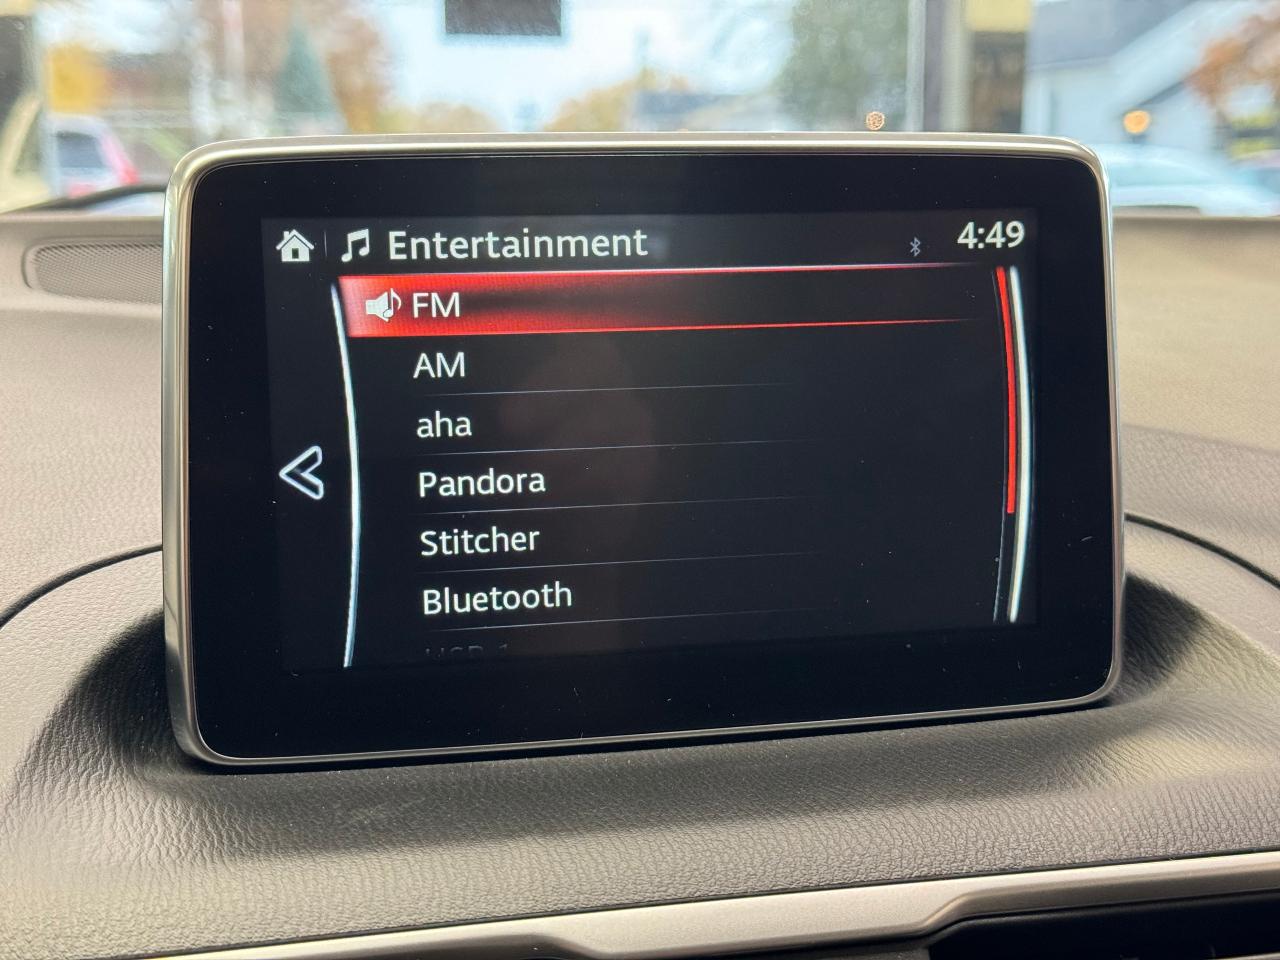 Entertainment
4:49
FM
AM
aha
Pandora
Stitcher
Bluetooth